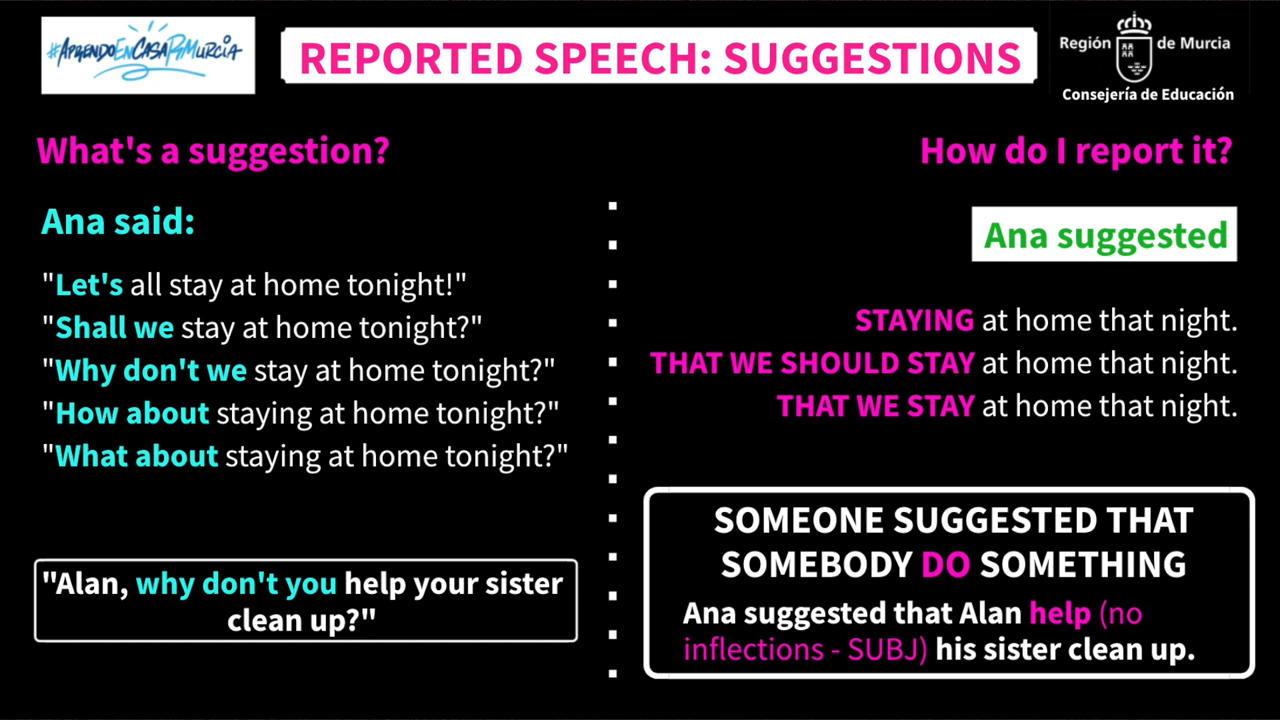 #AprendoEnCasaRMurcia
REPORTED SPEECH: SUGGESTIONS
Región de Murcia
Consejería de Educación
What's a suggestion?
Ana said:
"Let's all stay at home tonight!"
"Shall we stay at home tonight?"
"Why don't we stay at home tonight?"
"How about staying at home tonight?"
"What about staying at home tonight?"
"Alan, why don't you help your sister
clean up?"
How do I report it?
Ana suggested
STAYING at home that night.
THAT WE SHOULD STAY at home that night.
THAT WE STAY at home that night.
SOMEONE SUGGESTED THAT
SOMEBODY DO SOMETHING
Ana suggested that Alan help (no
inflections - SUBJ) his sister clean up.